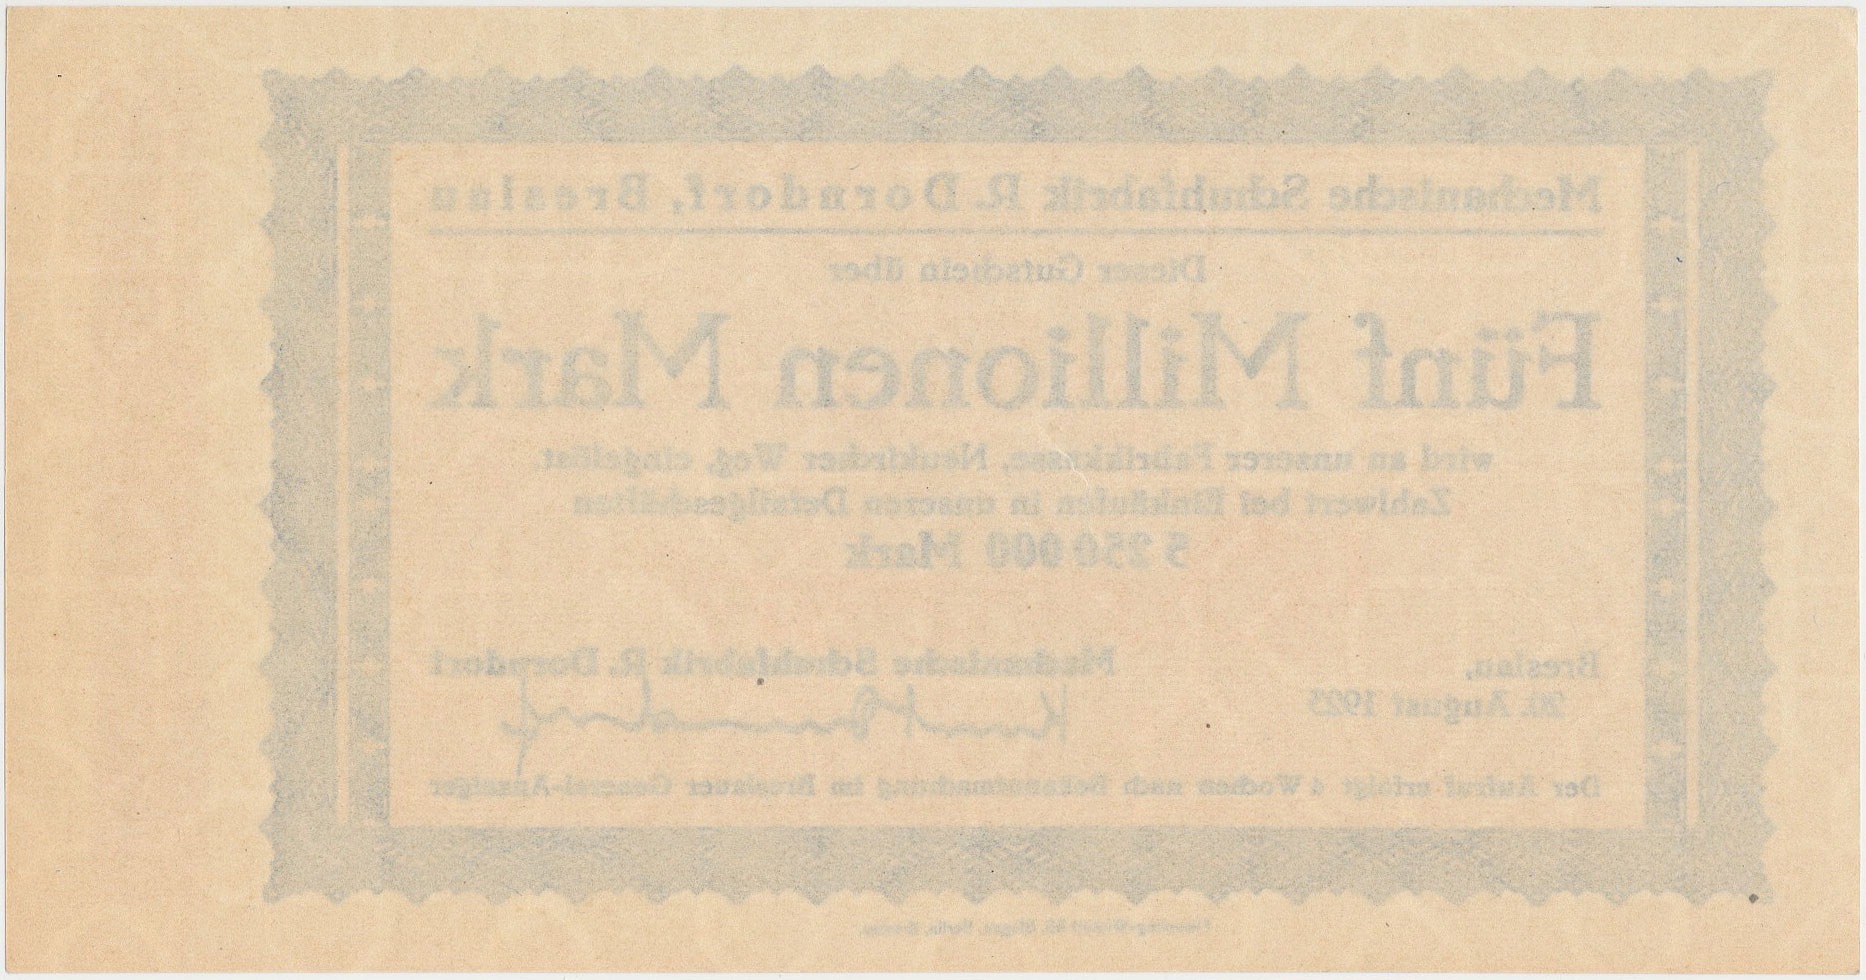 Mechanische Schuhfabrik R. Dorndorf, Breslau
Dieser Gutschein über
Fünf Millionen Mark
wird an unserer Fabrikkasse, Neukircher Weg, eingelöst.
Zahlwert bei Einkäufen in unseren Detailgeschäften
5 250 000 Mark
Breslau,
20. August 1923
Mechanische Schuhfabrik R. Dorndorf
Der Aufruf erfolgt 4 Wochen nach Bekanntmachung im Breslauer General-Anzeiger